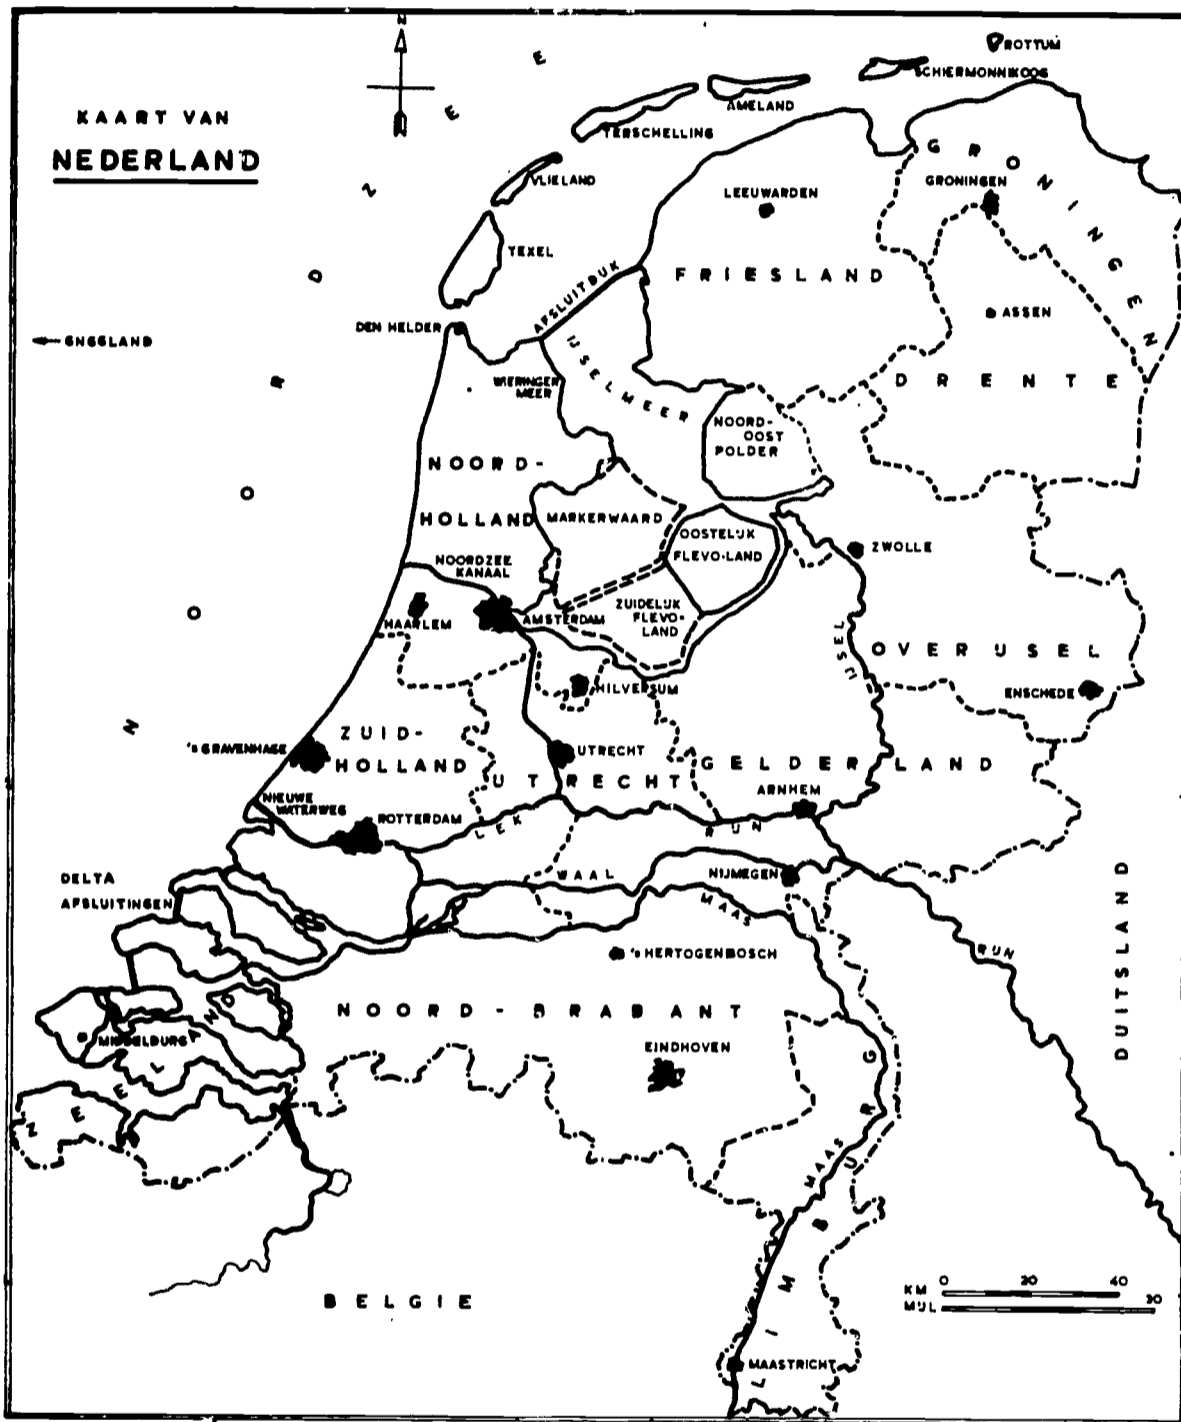 KAART VAN
NEDERLAND
N
NOORDZEE
ROTTUM
SCHIERMONNIKOOG
AMELAND
TERSCHELLING
VLIELAND
TEXEL
GRONINGEN
GRONINGEN
LEEUWARDEN
FRIESLAND
AFSLUITDIJK
DEN HELDER
ENGELAND
ASSEN
DRENTE
IJSELMEER
WIERINGER
MEER
NOORD-
OOST
POLDER
NOORD-
HOLLAND
MARKERWAARD
OOSTELIJK
FLEVO-LAND
ZWOLLE
NOORDZEE
KANAAL
HAARLEM
AMSTERDAM
ZUIDELIJK
FLEVO-
LAND
IJSEL
OVERIJSEL
ENSCHEDE
HILVERSUM
'S GRAVENHAGE
ZUID-
HOLLAND
UTRECHT
UTRECHT
GELDERLAND
ARNHEM
NIEUWE
WATERWEG
ROTTERDAM
LEK
RIJN
WAAL
NIJMEGEN
MAAS
DELTA
AFSLUITINGEN
'S HERTOGENBOSCH
RIJN
DUITSLAND
NOORD-BRABANT
MIDDELBURG
ZEELAND
EINDHOVEN
MAAS
LIMBURG
BELGIE
MAASTRICHT
KM 0 20 40
MIJL 30